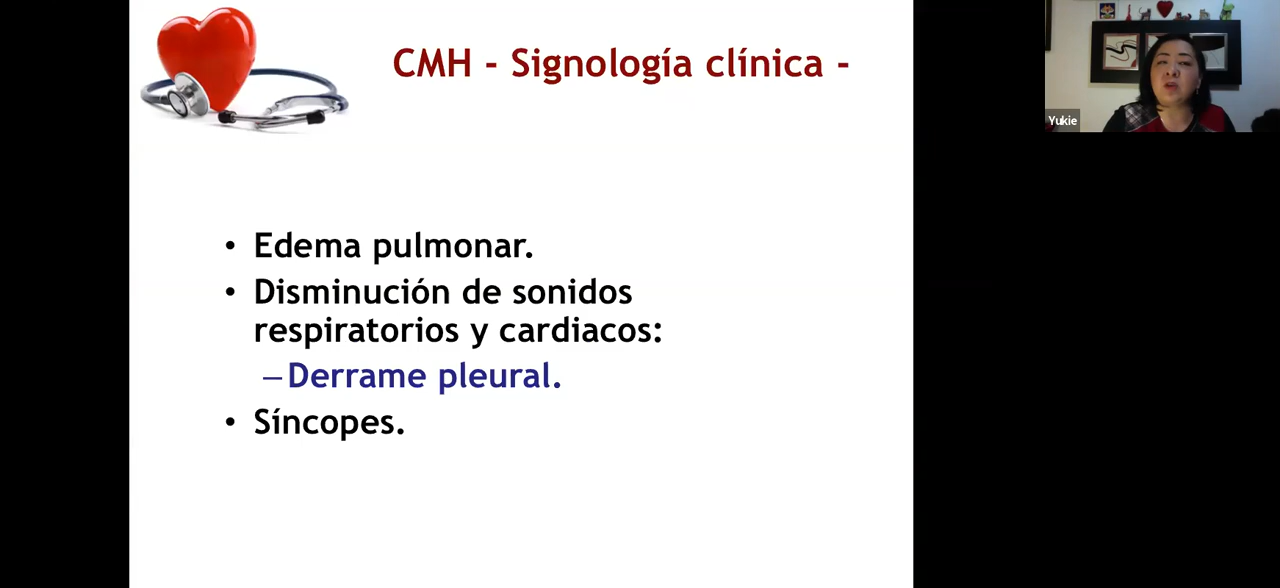 CMH - Signología clínica -
Yukie
• Edema pulmonar.
• Disminución de sonidos
respiratorios y cardiacos:
– Derrame pleural.
• Síncopes.